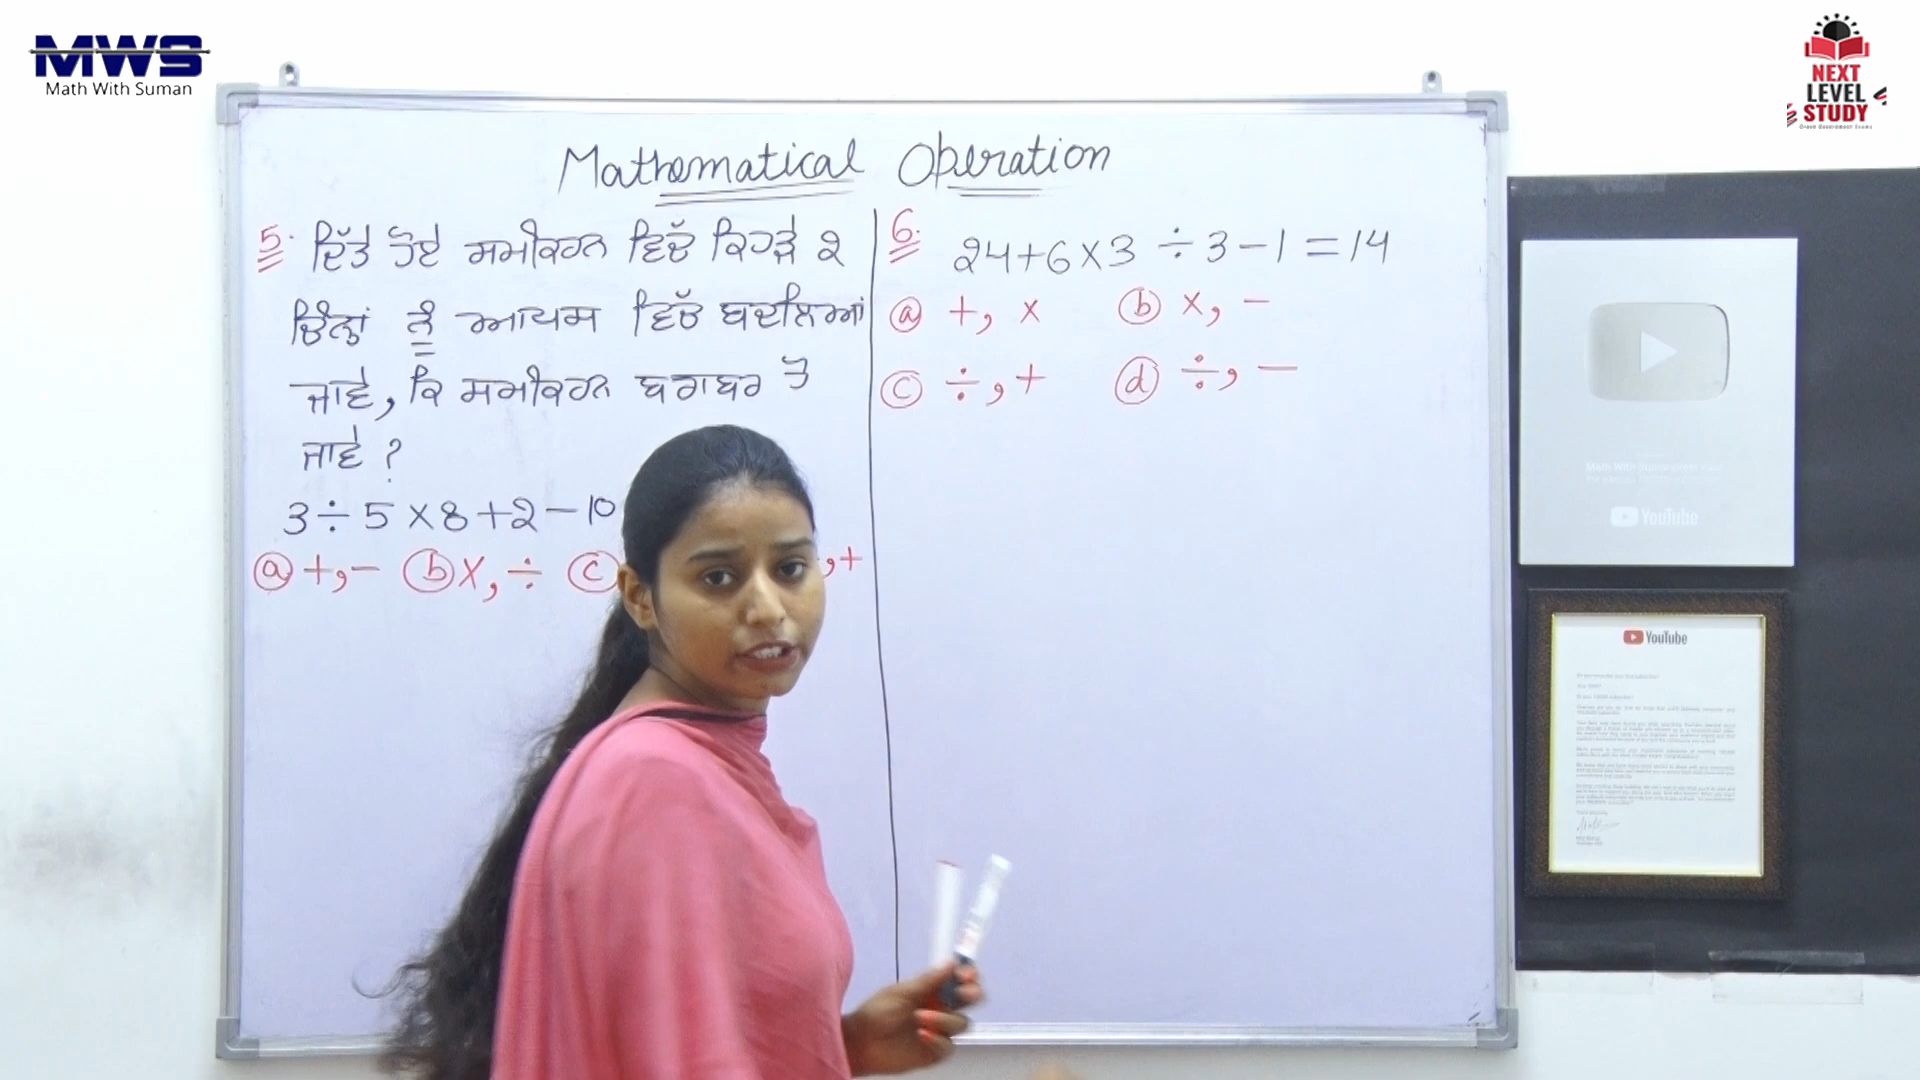 MWS
Math With Suman
NEXT
LEVEL
STUDY
Mathematical Operation
5. ਦਿੱਤੇ ਹੋਏ ਸਮੀਕਰਨ ਵਿੱਚ ਕਿਹੜੇ 2
ਚਿੰਨ੍ਹਾਂ ਨੂੰ ਆਪਸ ਵਿੱਚ ਬਦਲਿਆਂ
ਜਾਵੇ, ਕਿ ਸਮੀਕਰਨ ਬਰਾਬਰ ਹੋ
ਜਾਵੇ ?
3 ÷ 5 × 8 + 2 - 10
a +, - b ×, ÷ c , +
6. 24 + 6 × 3 ÷ 3 - 1 = 14
a +, × b ×, -
c ÷, + d ÷, -
YouTube
YouTube